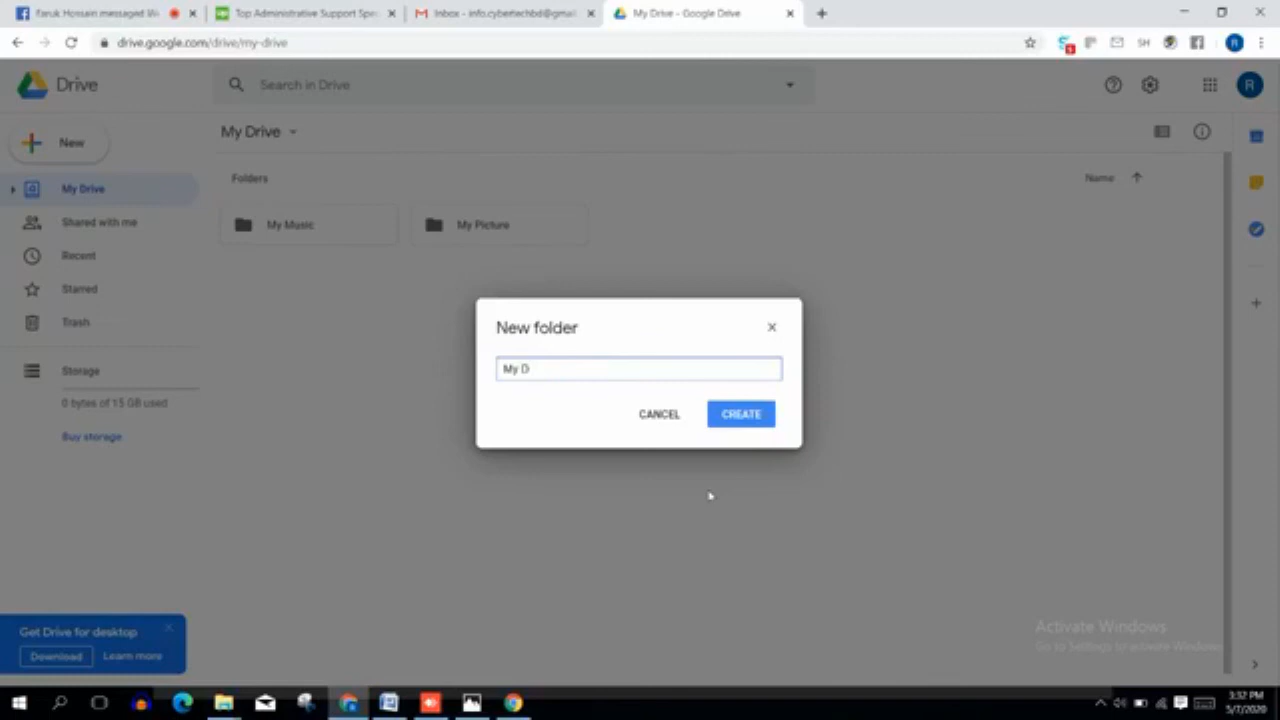 Faruk Hossain messaged
Top Administrative Support
Inbox - info.cybertechbd@gmail
My Drive - Google Drive
drive.google.com/drive/my-drive
SH
R
Drive
Search in Drive
R
New
My Drive
Folders
Name
My Drive
Shared with me
Recent
Starred
Trash
My Music
My Picture
New folder
My D
CANCEL
CREATE
Storage
0 bytes of 15 GB used
Buy storage
Get Drive for desktop
Download
Learn more
Activate Windows
Go to Settings to activate Windows.
3:32 PM
5/7/2020